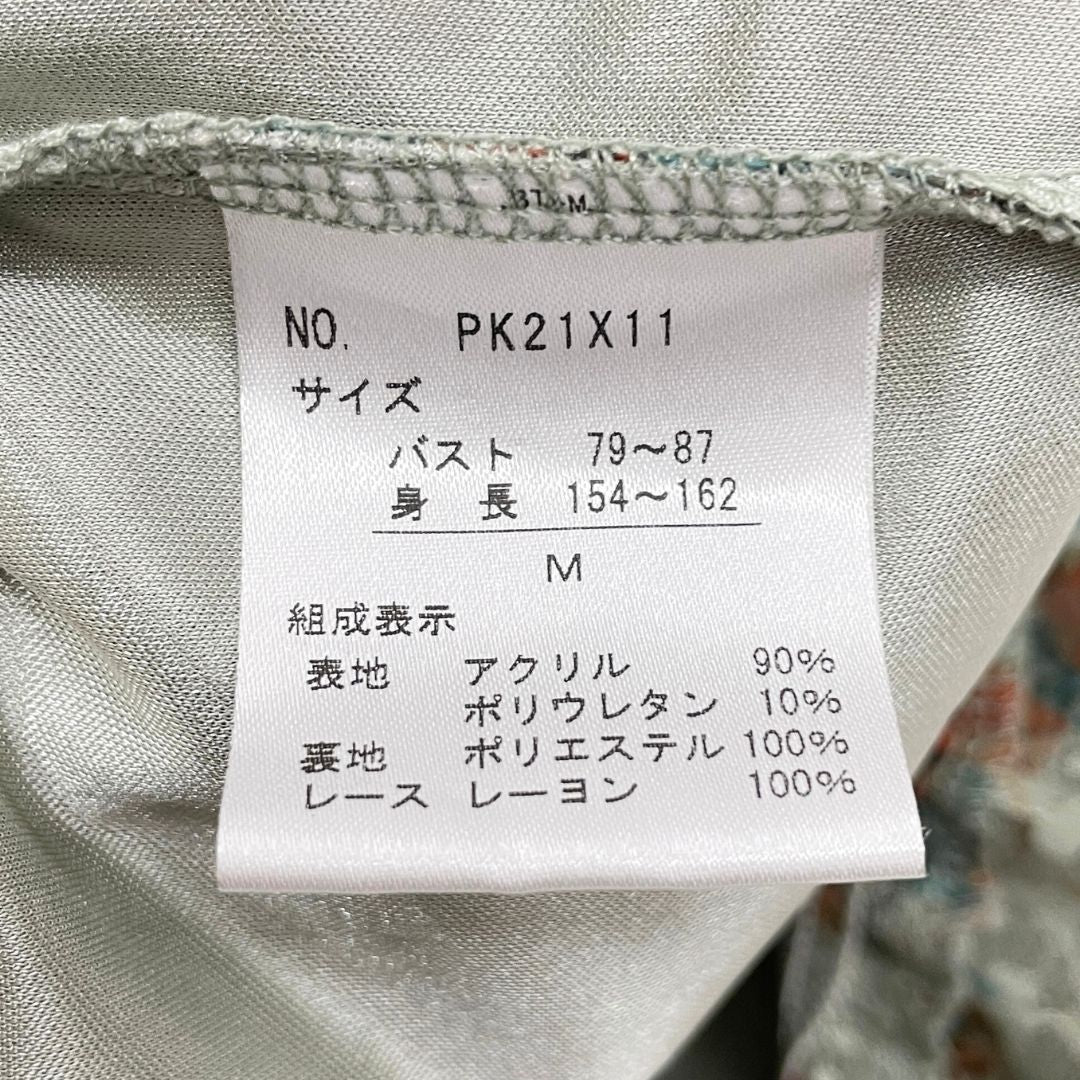 NO. PK21X11
サイズ
バスト 79～87
身長 154～162
M
組成表示
表地 アクリル 90%
ポリウレタン 10%
裏地 ポリエステル 100%
レース レーヨン 100%